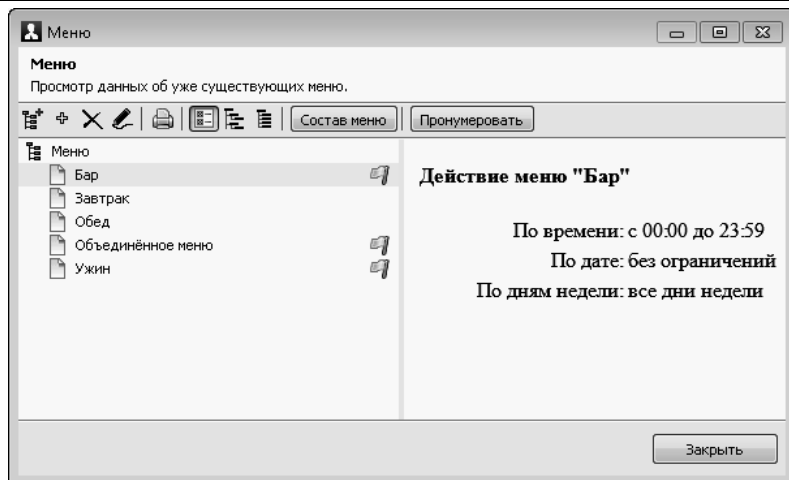 Меню
Меню
Просмотр данных об уже существующих меню.
Состав меню Пронумеровать
Меню
Бар
Завтрак
Обед
Объединённое меню
Ужин
Действие меню "Бар"
По времени: с 00:00 до 23:59
По дате: без ограничений
По дням недели: все дни недели
Закрыть